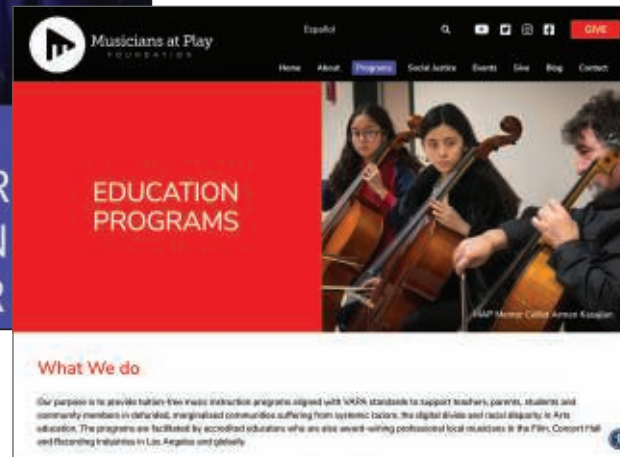 R
N
R
Musicians at Play
FOUNDATION
Español
GIVE
Home About Programs Social Justice Events Give Blog Contact
EDUCATION
PROGRAMS
MAP Mentor Cellist Armen Ksajikian
What We do
Our purpose is to provide tuition-free music instruction programs aligned with VAPA standards to support teachers, parents, students and
community members in defunded, marginalized communities suffering from systemic racism, the digital divide and racial disparity in Arts
education. The programs are facilitated by accredited educators who are also award-winning professional local musicians in the Film, Concert Hall
and Recording Industries in Los Angeles and globally.